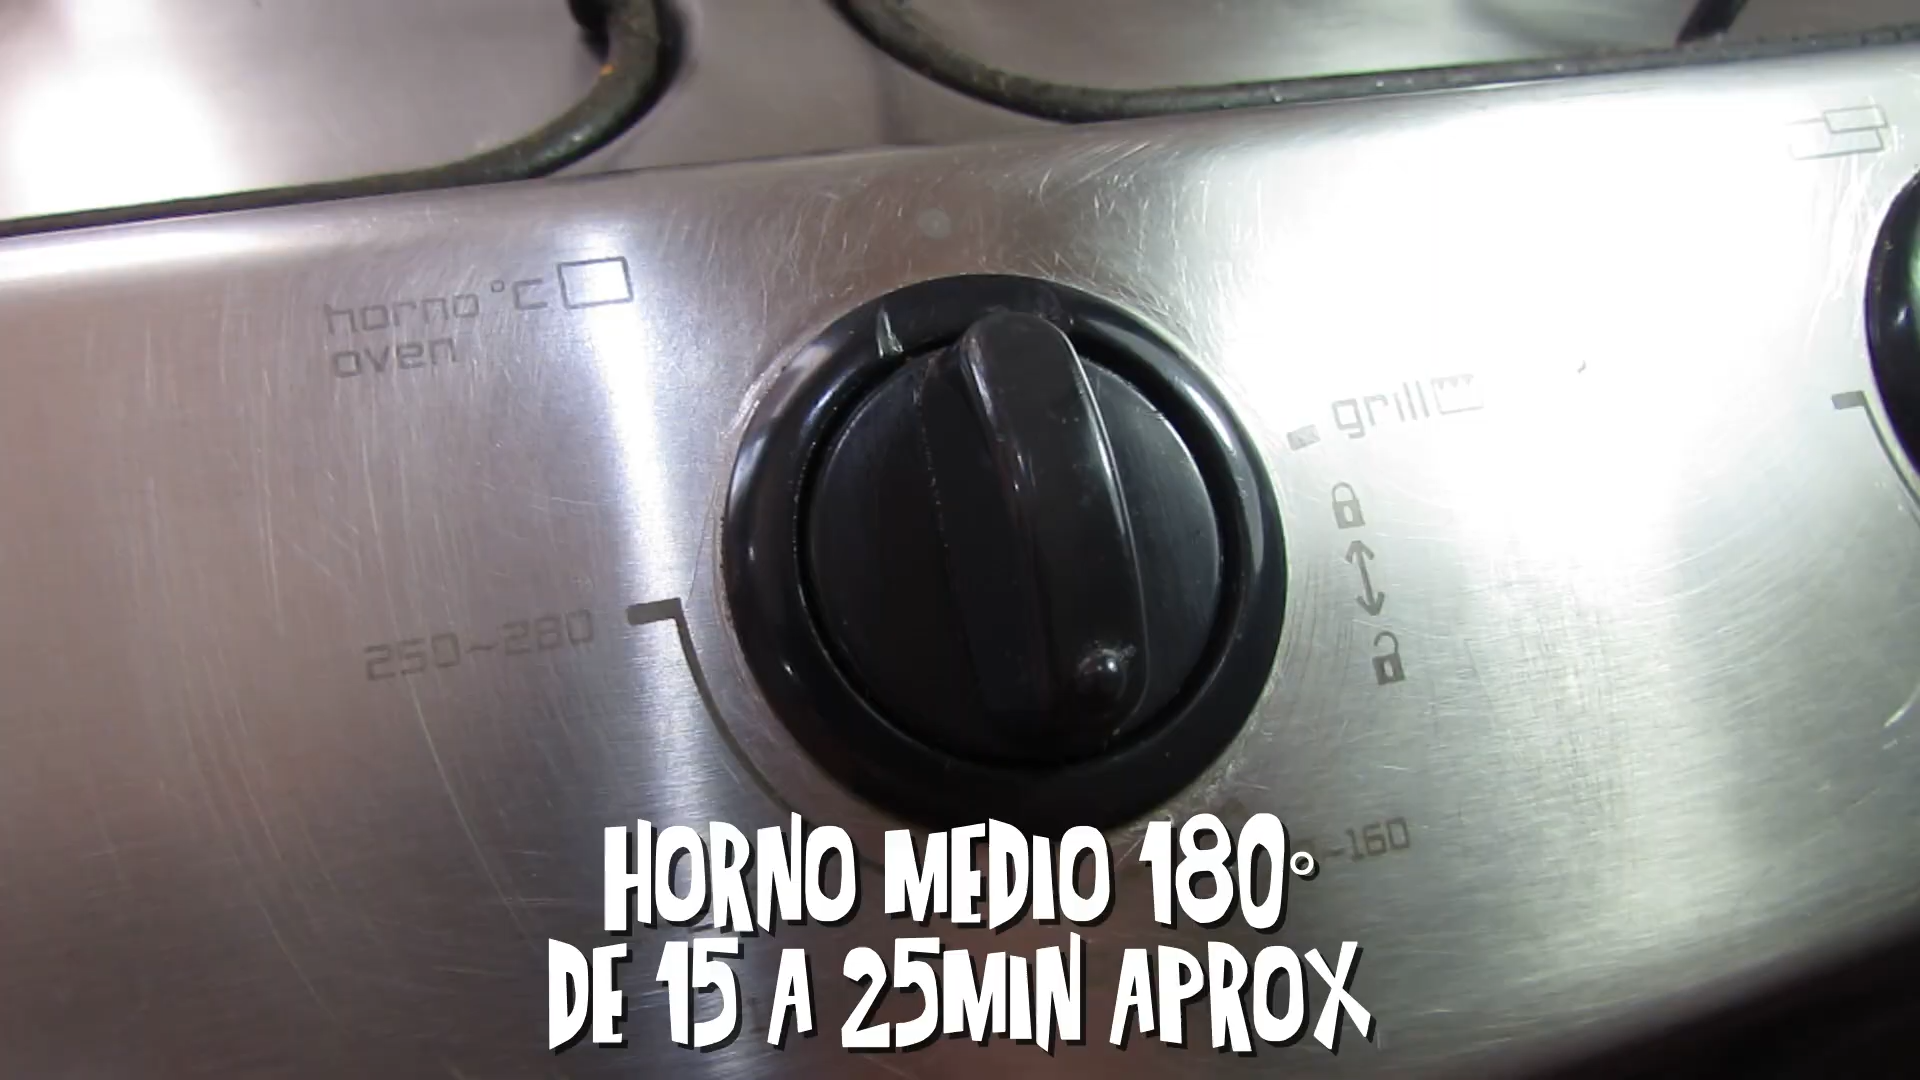 horno °C
oven
grill
250~280
~160
HORNO MEDIO 180°
DE 15 A 25MIN APROX